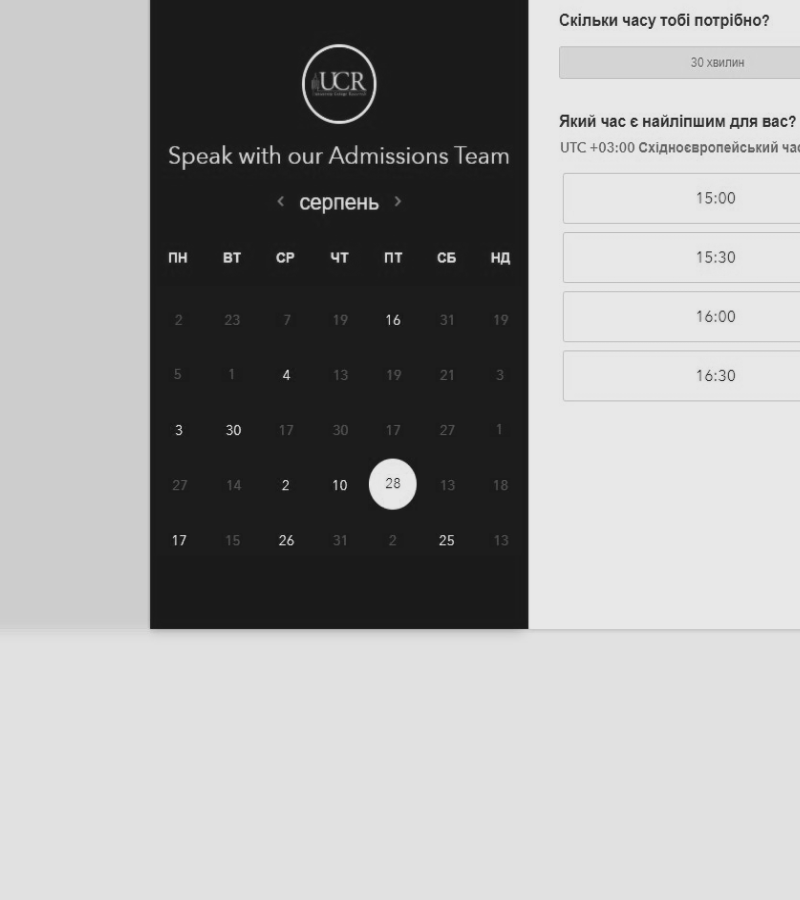 UCR
Speak with our Admissions Team
‹ серпень ›
ПН ВТ СР ЧТ ПТ СБ НД
2 23 7 19 16 31 19
5 1 4 13 19 21 3
3 30 17 30 17 27 1
27 14 2 10 28 13 18
17 15 26 31 2 25 13
Скільки часу тобі потрібно?
30 хвилин
Який час є найліпшим для вас?
UTC +03:00 Східноєвропейський час
15:00
15:30
16:00
16:30